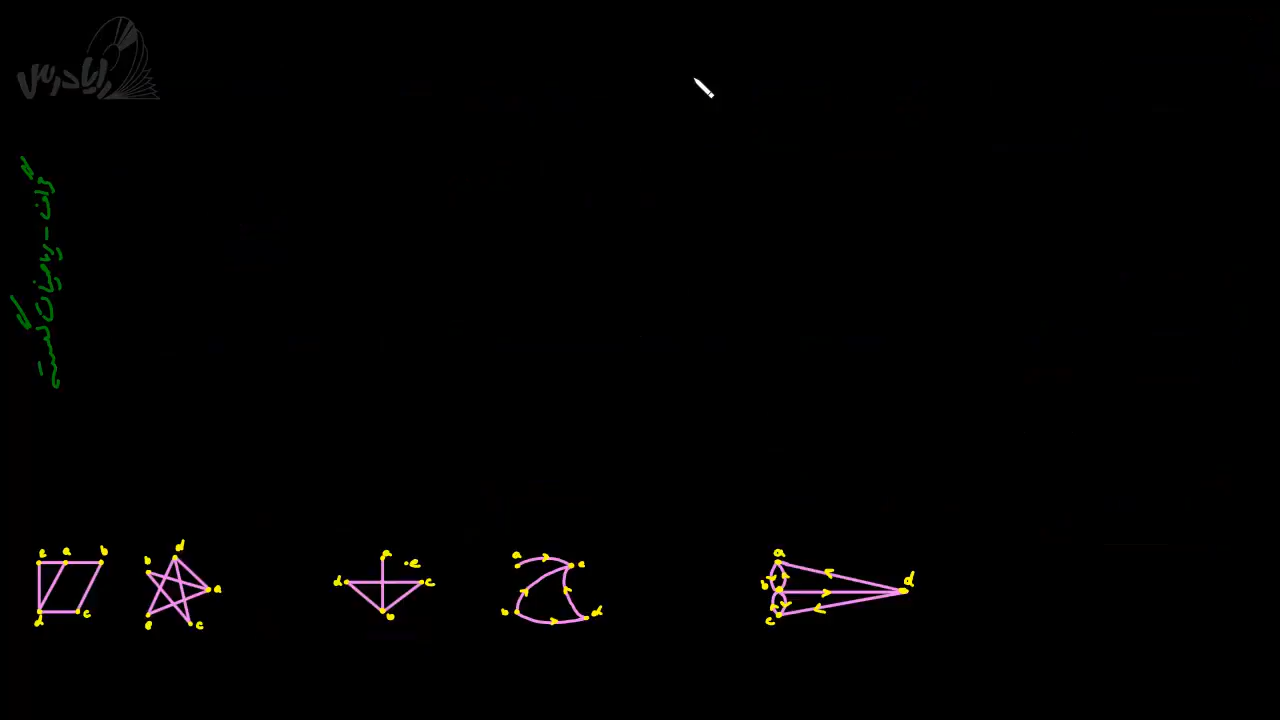 رایادرس
گراف - ریاضیات گسسته
e a b
d c
d
b a
e c
a e
d c
b
a c
b d
a
b d
c